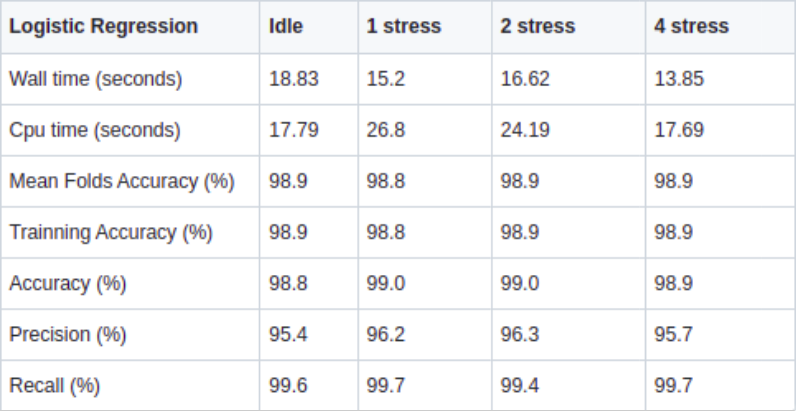 Logistic Regression Idle 1 stress 2 stress 4 stress
Wall time (seconds) 18.83 15.2 16.62 13.85
Cpu time (seconds) 17.79 26.8 24.19 17.69
Mean Folds Accuracy (%) 98.9 98.8 98.9 98.9
Trainning Accuracy (%) 98.9 98.8 98.9 98.9
Accuracy (%) 98.8 99.0 99.0 98.9
Precision (%) 95.4 96.2 96.3 95.7
Recall (%) 99.6 99.7 99.4 99.7